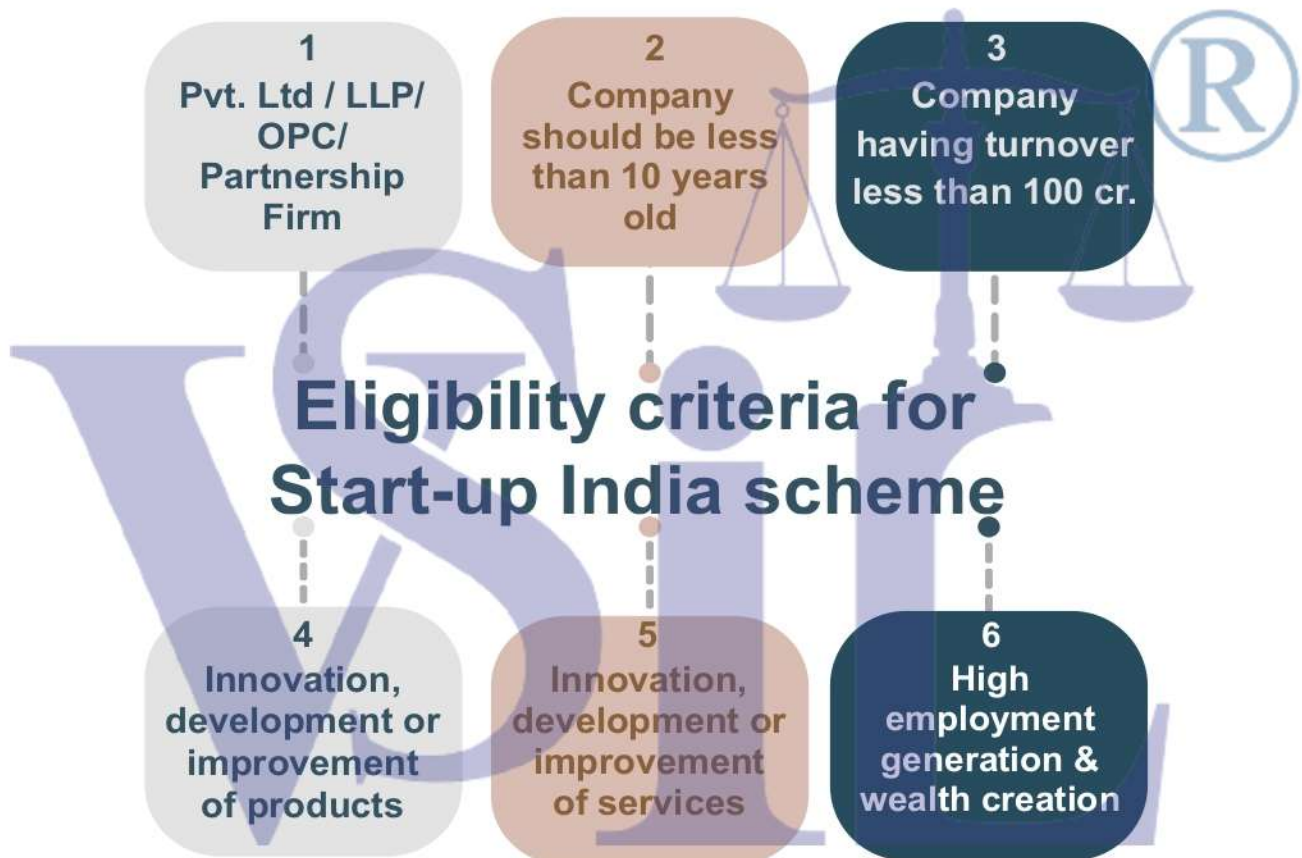 1
Pvt. Ltd / LLP/
OPC/
Partnership
Firm
2
Company
should be less
than 10 years
old
3
Company
having turnover
less than 100 cr.
R
Eligibility criteria for
Start-up India scheme
4
Innovation,
development or
improvement
of products
5
Innovation,
development or
improvement
of services
6
High
employment
generation &
wealth creation
VSirL